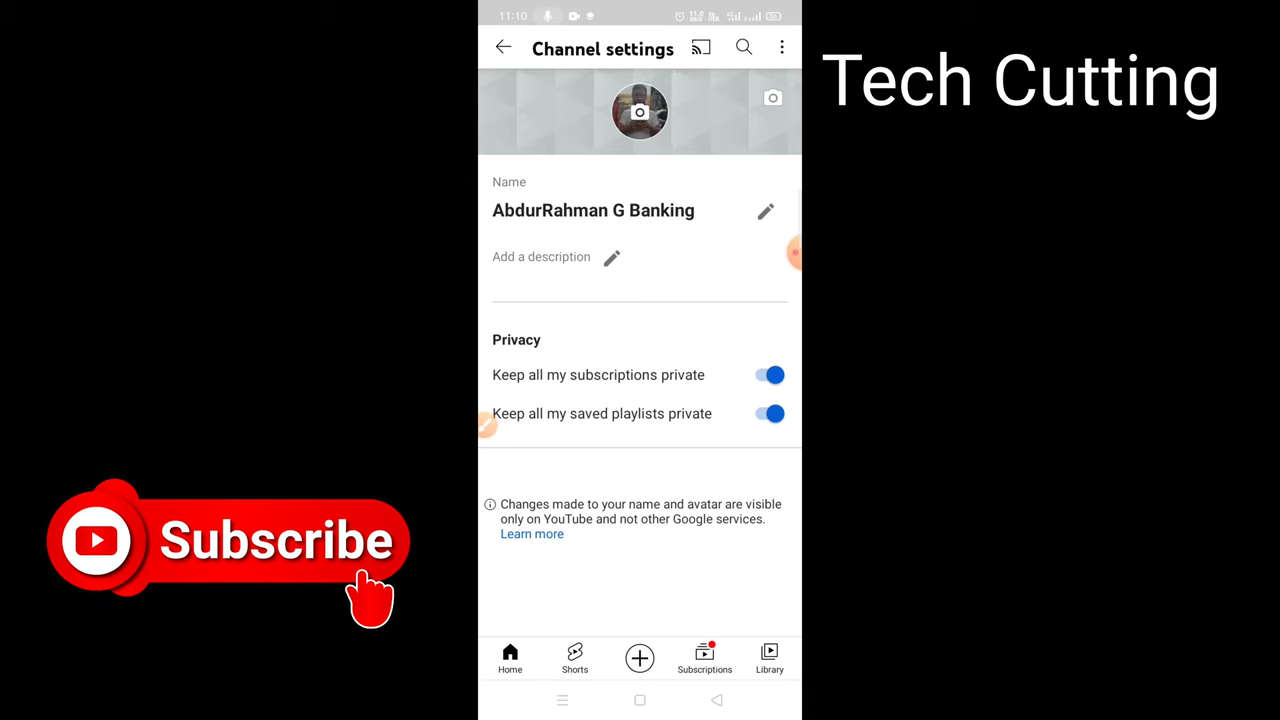 11:10
Channel settings
Tech Cutting
Name
AbdurRahman G Banking
Add a description
Privacy
Keep all my subscriptions private
Keep all my saved playlists private
Changes made to your name and avatar are visible
only on YouTube and not other Google services.
Learn more
Subscribe
Home
Shorts
Subscriptions
Library